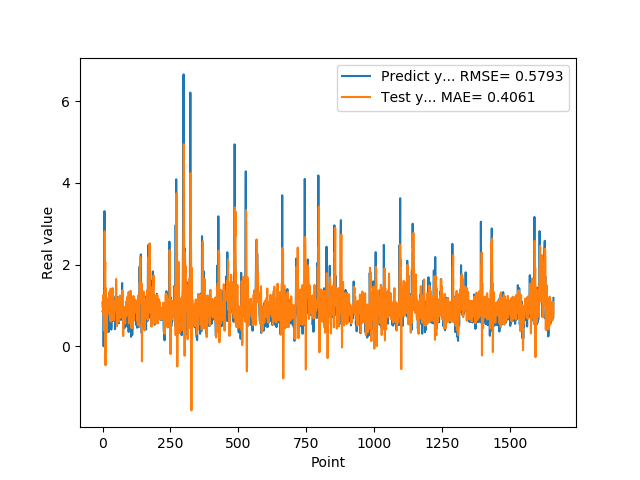 Predict y... RMSE= 0.5793
Test y... MAE= 0.4061
6
4
2
0
Real value
0 250 500 750 1000 1250 1500
Point